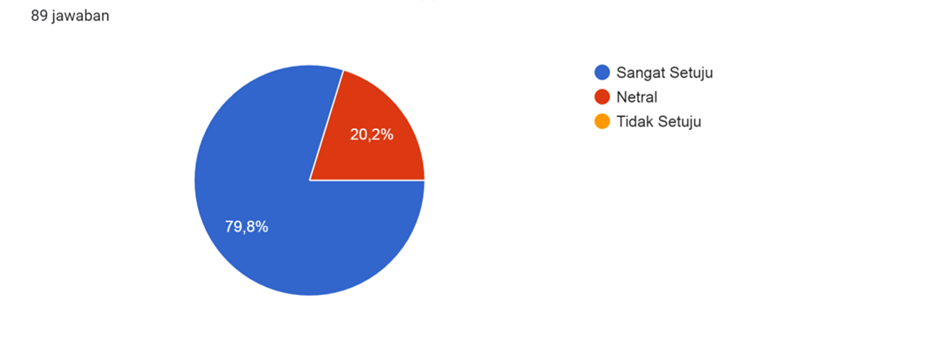 89 jawaban
Sangat Setuju
Netral
Tidak Setuju
20,2%
79,8%